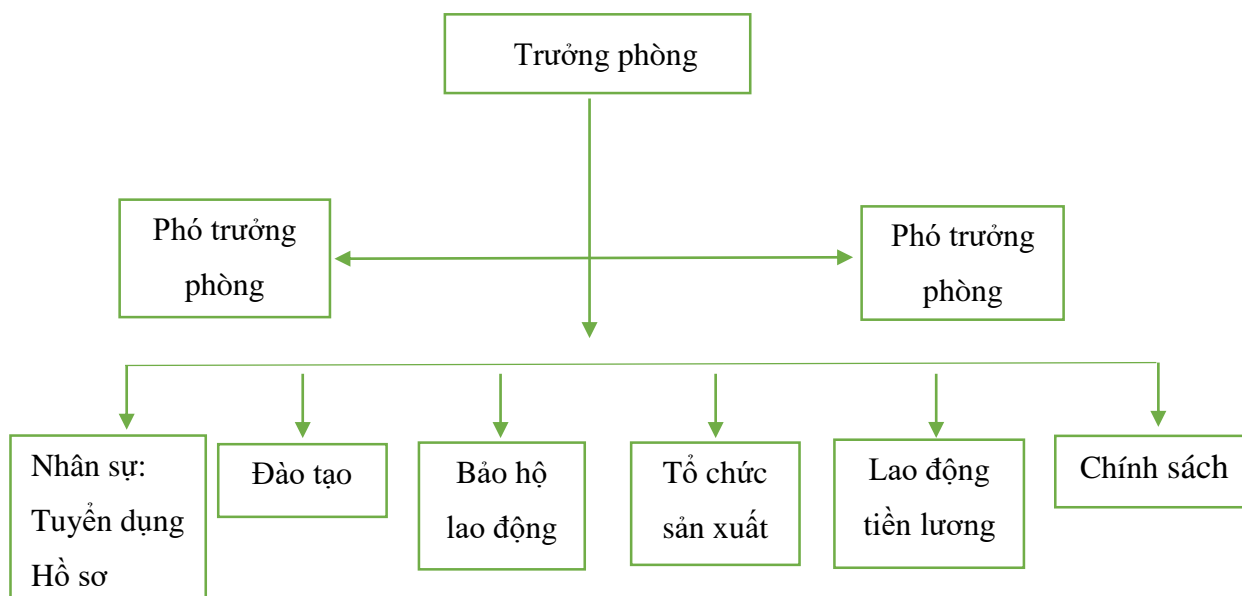 Trưởng phòng
Phó trưởng
phòng
Phó trưởng
phòng
Nhân sự:
Tuyển dụng
Hồ sơ
Đào tạo
Bảo hộ
lao động
Tổ chức
sản xuất
Lao động
tiền lương
Chính sách